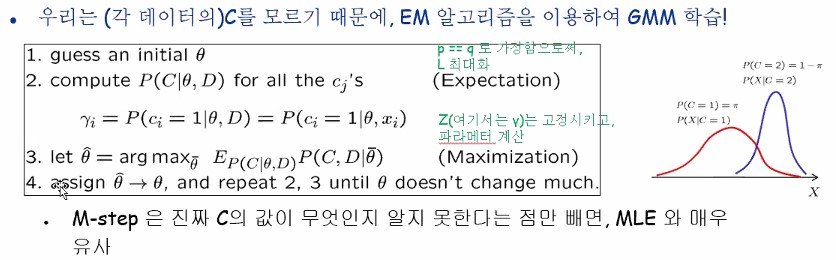 • 우리는 (각 데이터의)C를 모르기 때문에, EM 알고리즘을 이용하여 GMM 학습!
1. guess an initial θ
p == q 로 가정함으로써,
L 최대화
2. compute P(C|θ, D) for all the c_j's (Expectation)
γ_i = P(c_i = 1|θ, D) = P(c_i = 1|θ, x_i)
Z(여기서는 γ)는 고정시키고,
파라메터 계산
3. let θ̂ = arg max_θ̄ E_{P(C|θ,D)}P(C, D|θ̄) (Maximization)
4. assign θ̂ → θ, and repeat 2, 3 until θ doesn't change much.
P(C = 2) = 1 − π
P(X|C = 2)
P(C = 1) = π
P(X|C = 1)
X
• M-step 은 진짜 C의 값이 무엇인지 알지 못한다는 점만 빼면, MLE 와 매우
유사